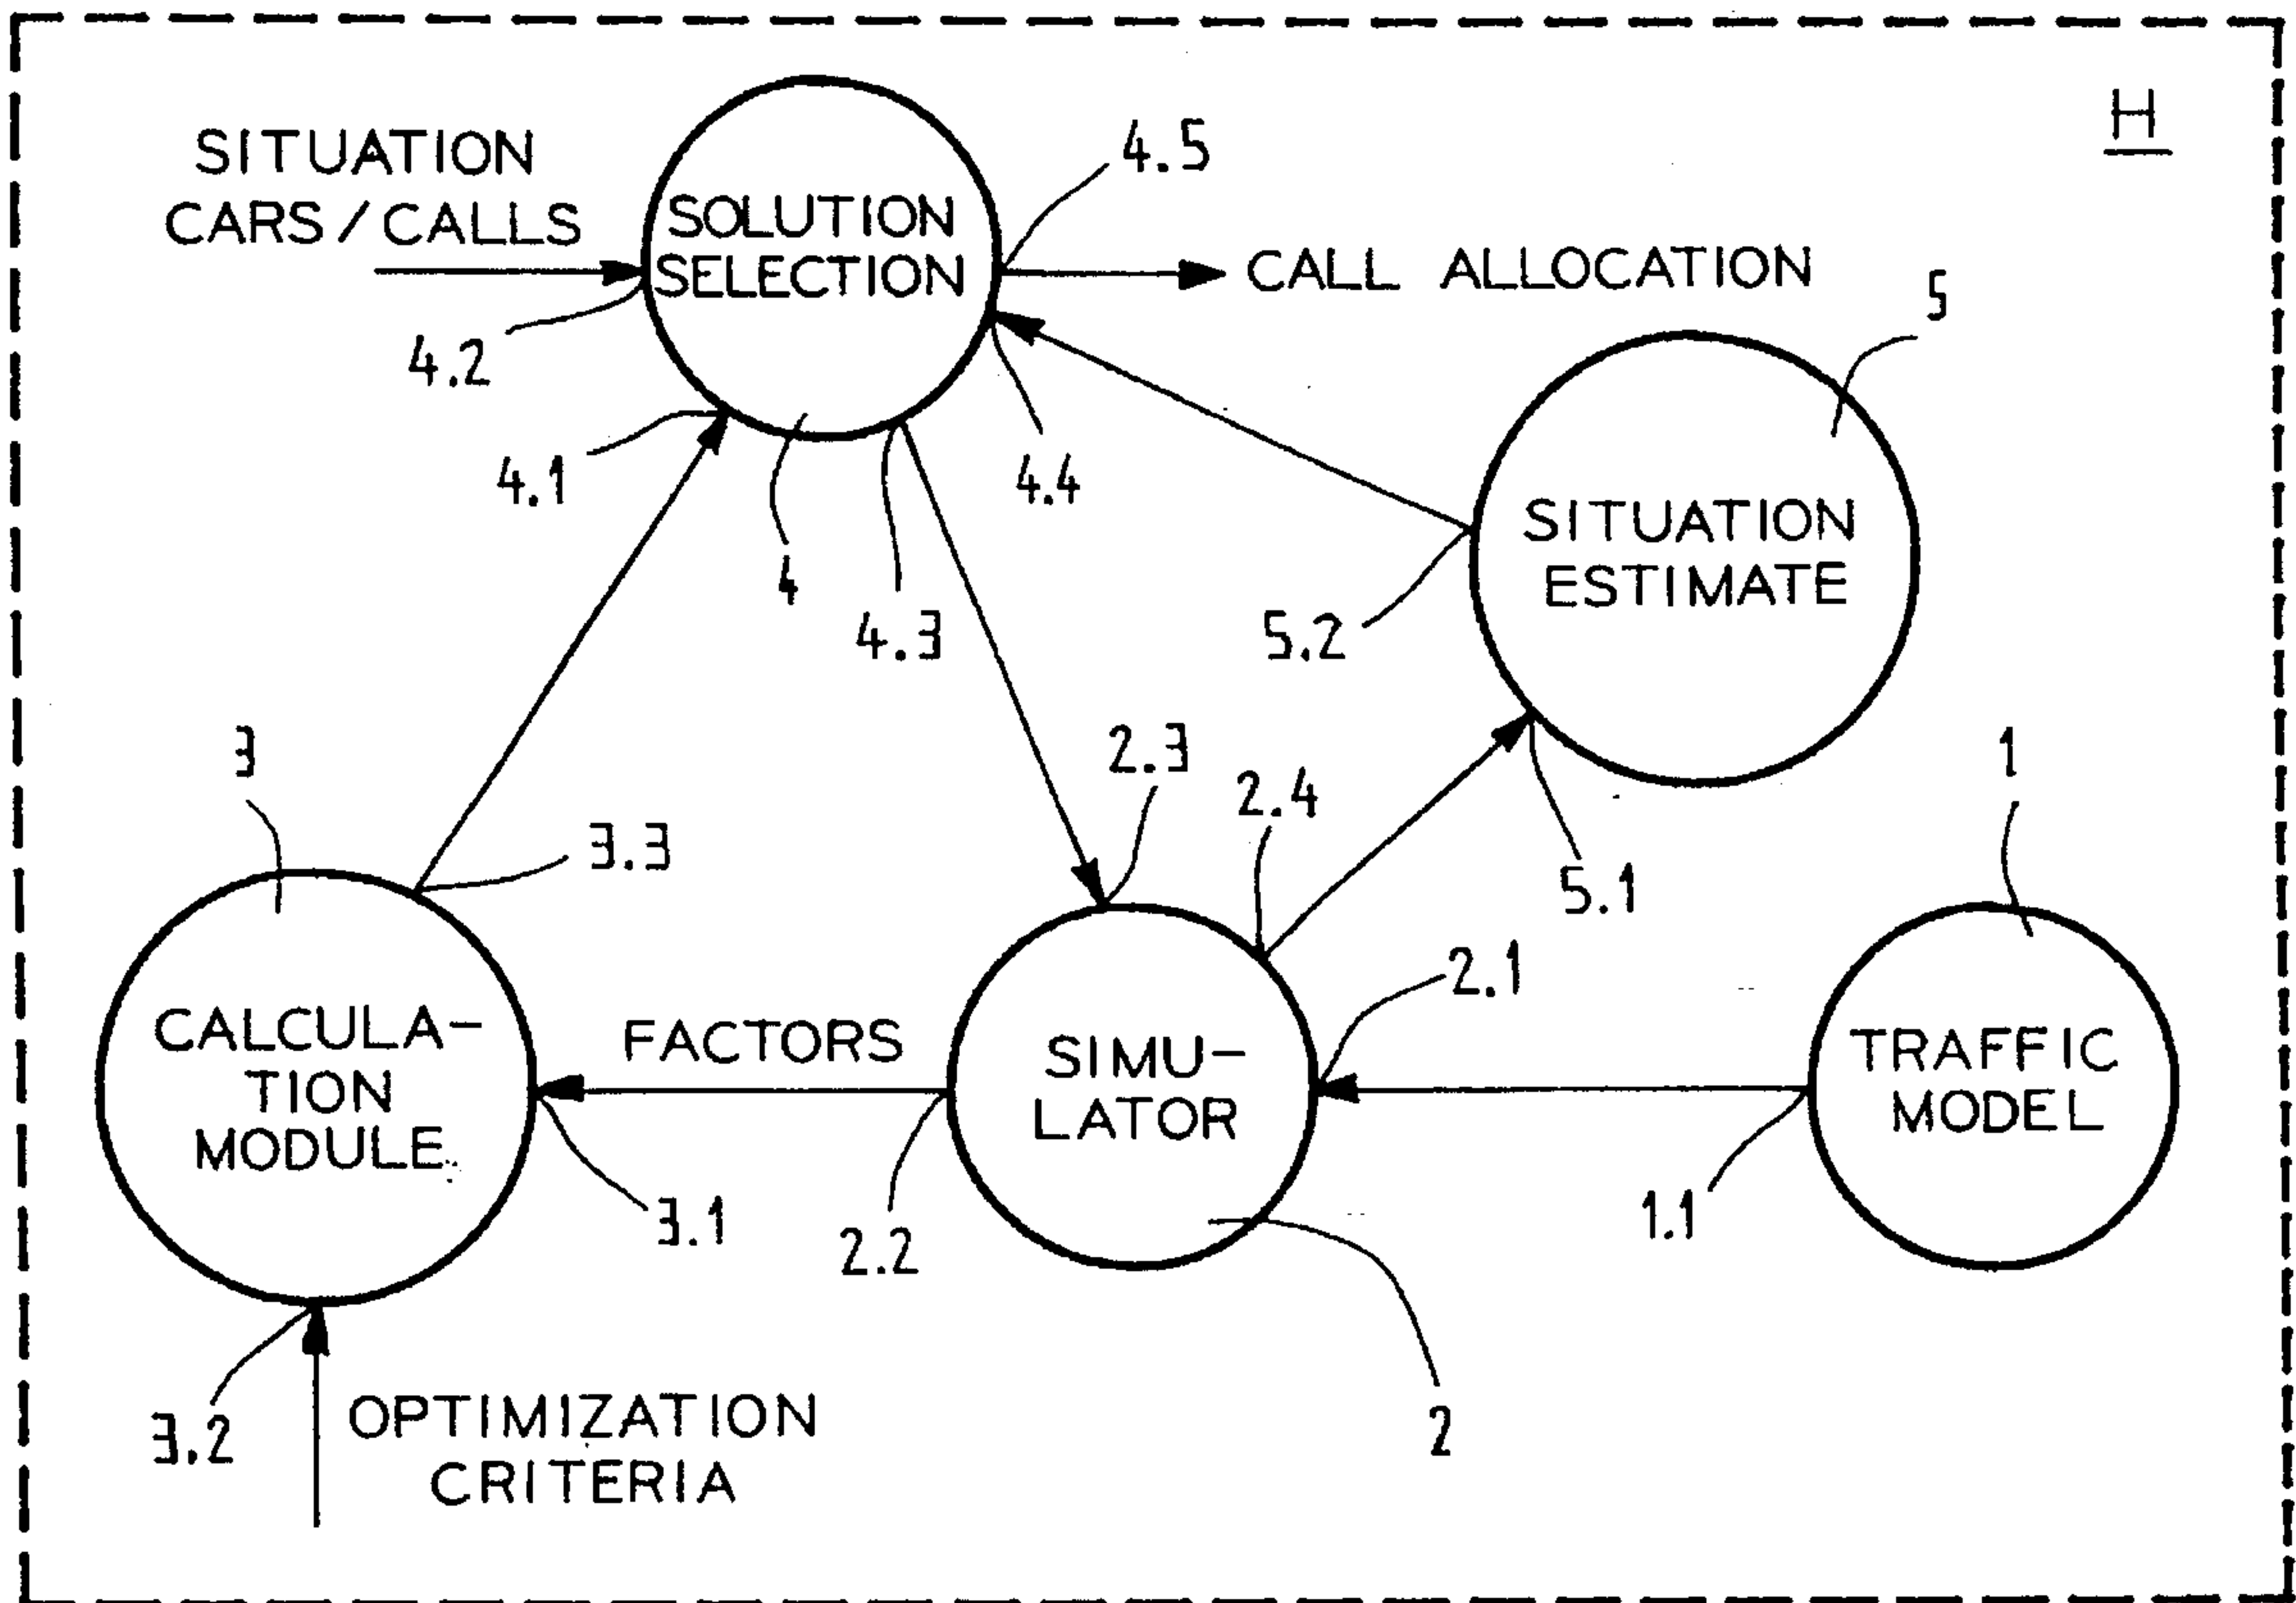 H
SITUATION
CARS/CALLS
SOLUTION
SELECTION
4.5
CALL ALLOCATION
5
4.2
4.1
4
4.3
4.4
SITUATION
ESTIMATE
5.2
3
3.3
2.3
2.4
5.1
1
CALCULA-
TION
MODULE
FACTORS
SIMU-
LATOR
2.1
TRAFFIC
MODEL
3.1
2.2
1.1
3.2
OPTIMIZATION
CRITERIA
2